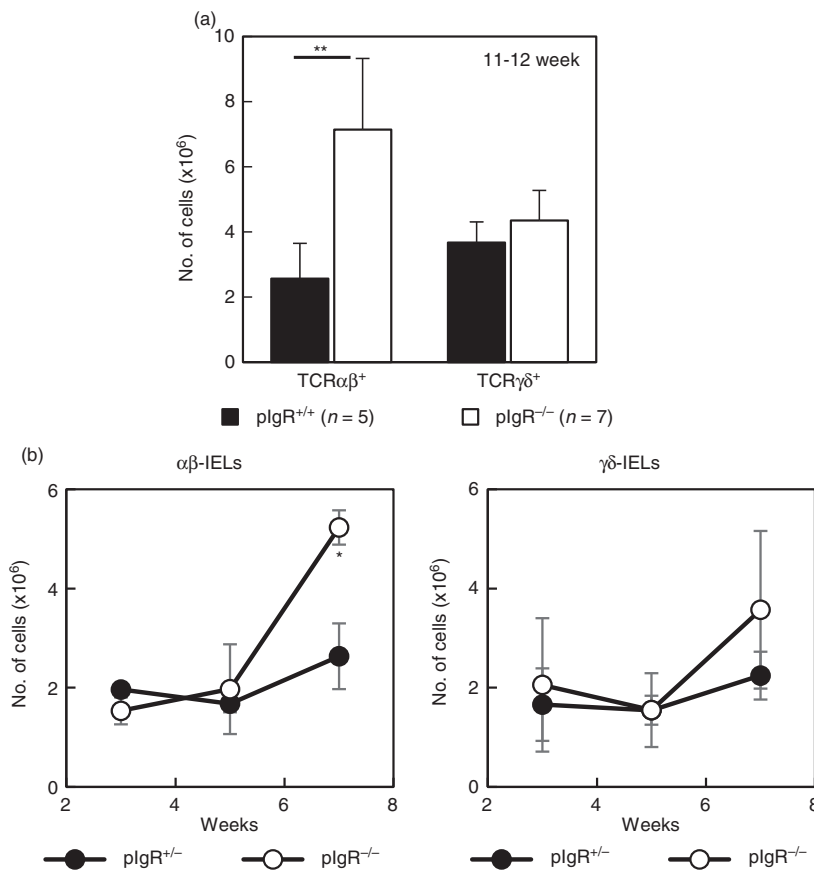 (a)
10
8
6
4
2
0
No. of cells (x10⁶)
**
11-12 week
TCRαβ⁺
TCRγδ⁺
pIgR⁺/⁺ (n = 5)
pIgR⁻/⁻ (n = 7)
(b)
αβ-IELs
6
4
2
0
No. of cells (x10⁶)
*
2 4 6 8
Weeks
pIgR⁺/⁻
pIgR⁻/⁻
γδ-IELs
6
4
2
0
No. of cells (x10⁶)
2 4 6 8
Weeks
pIgR⁺/⁻
pIgR⁻/⁻